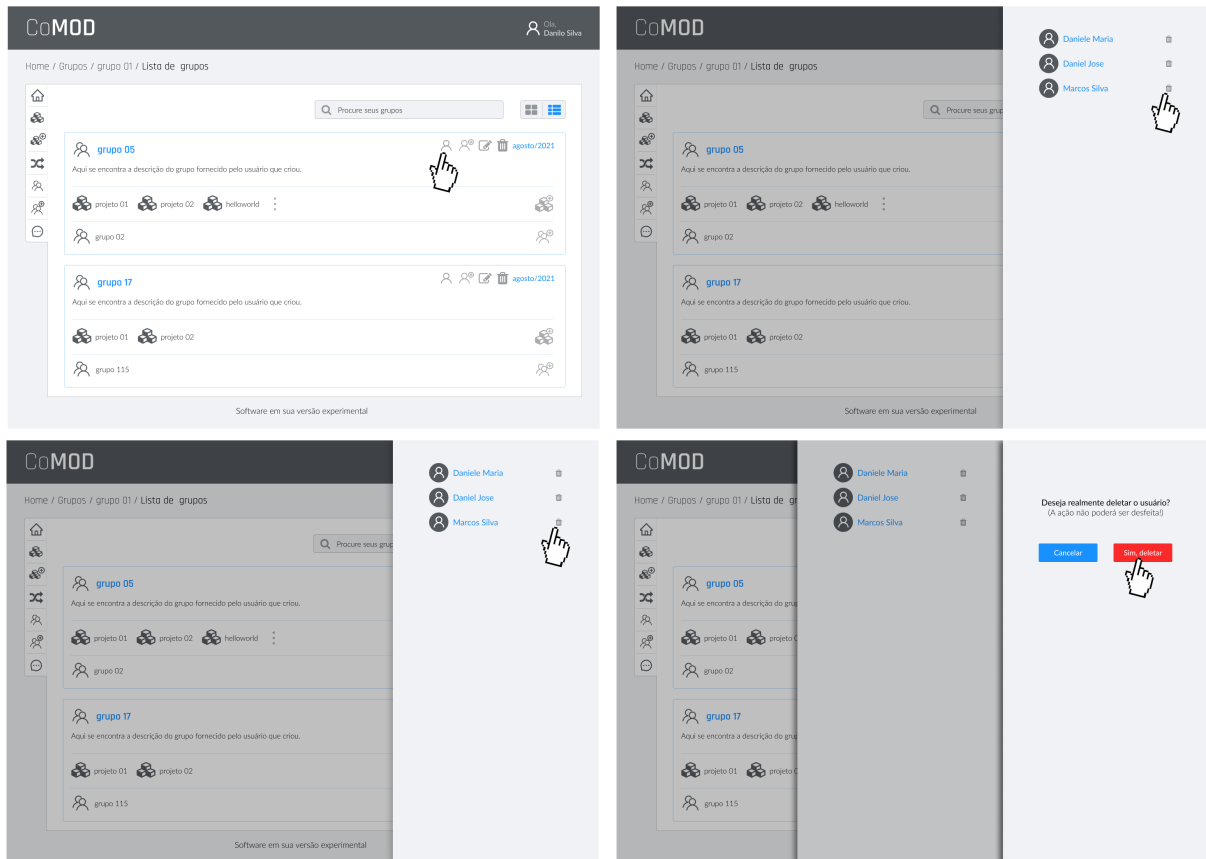 CoMOD
Ola,
Danilo Silva
Home / Grupos / grupo 01 / Lista de grupos
Procure seus grupos
grupo 05
agosto/2021
Aqui se encontra a descrição do grupo fornecido pelo usuário que criou.
projeto 01 projeto 02 helloworld
grupo 02
grupo 17
agosto/2021
Aqui se encontra a descrição do grupo fornecido pelo usuário que criou.
projeto 01 projeto 02
grupo 115
Software em sua versão experimental
CoMOD
Home / Grupos / grupo 01 / Lista de grupos
Procure seus grup
grupo 05
Aqui se encontra a descrição do grupo fornecido pelo usuário que criou.
projeto 01 projeto 02 helloworld
grupo 02
grupo 17
Aqui se encontra a descrição do grupo fornecido pelo usuário que criou.
projeto 01 projeto 02
grupo 115
Software em sua versão experimental
Daniele Maria
Daniel Jose
Marcos Silva
CoMOD
Home / Grupos / grupo 01 / Lista de grupos
Procure seus grup
grupo 05
Aqui se encontra a descrição do grupo fornecido pelo usuário que criou.
projeto 01 projeto 02 helloworld
grupo 02
grupo 17
Aqui se encontra a descrição do grupo fornecido pelo usuário que criou.
projeto 01 projeto 02
grupo 115
Software em sua versão experimental
Daniele Maria
Daniel Jose
Marcos Silva
CoMOD
Home / Grupos / grupo 01 / Lista de gr
grupo 05
Aqui se encontra a descrição do grup
projeto 01 projeto 0
grupo 02
grupo 17
Aqui se encontra a descrição do grup
projeto 01 projeto 0
grupo 115
Daniele Maria
Daniel Jose
Marcos Silva
Deseja realmente deletar o usuário?
(A ação não poderá ser desfeita!)
Cancelar
Sim, deletar